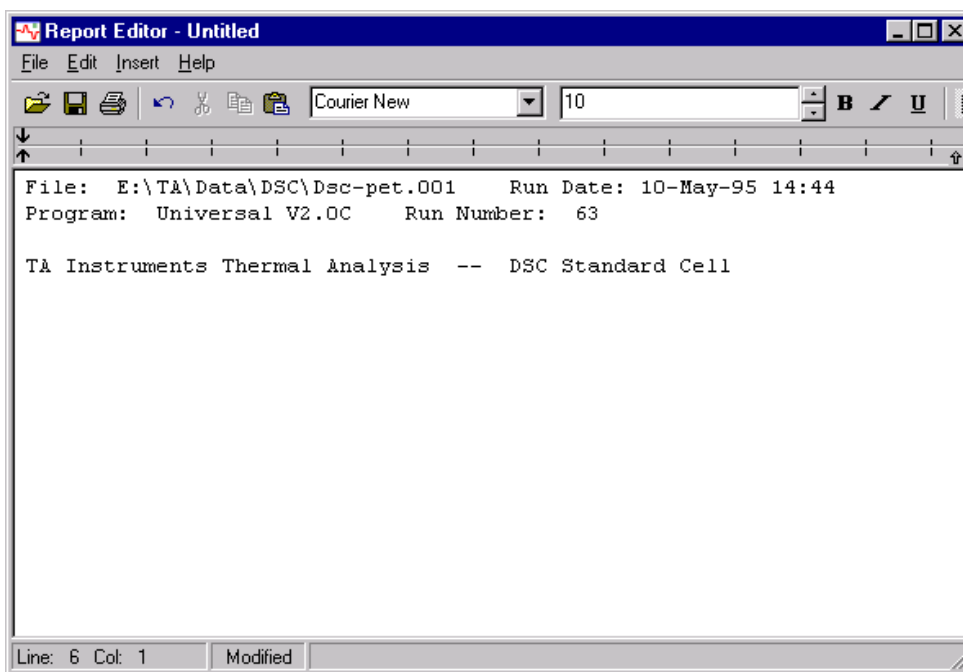 Report Editor - Untitled
File Edit Insert Help
Courier New 10 B I U
File: E:\TA\Data\DSC\Dsc-pet.001 Run Date: 10-May-95 14:44
Program: Universal V2.0C Run Number: 63
TA Instruments Thermal Analysis -- DSC Standard Cell
Line: 6 Col: 1 Modified